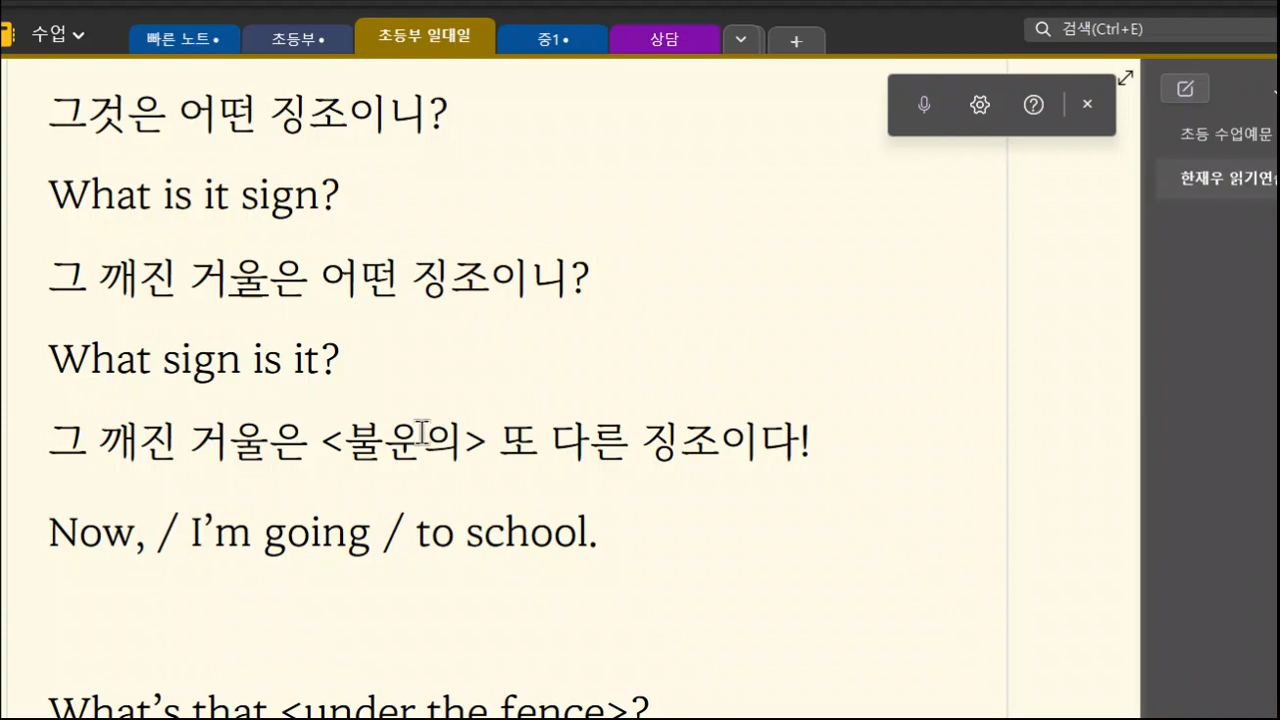 수업
빠른 노트•
초등부•
초등부 일대일
중1•
상담
검색(Ctrl+E)
그것은 어떤 징조이니?
What is it sign?
그 깨진 거울은 어떤 징조이니?
What sign is it?
그 깨진 거울은 <불운의> 또 다른 징조이다!
Now, / I’m going / to school.
What’s that <under the fence>?
초등 수업예문
한재우 읽기연